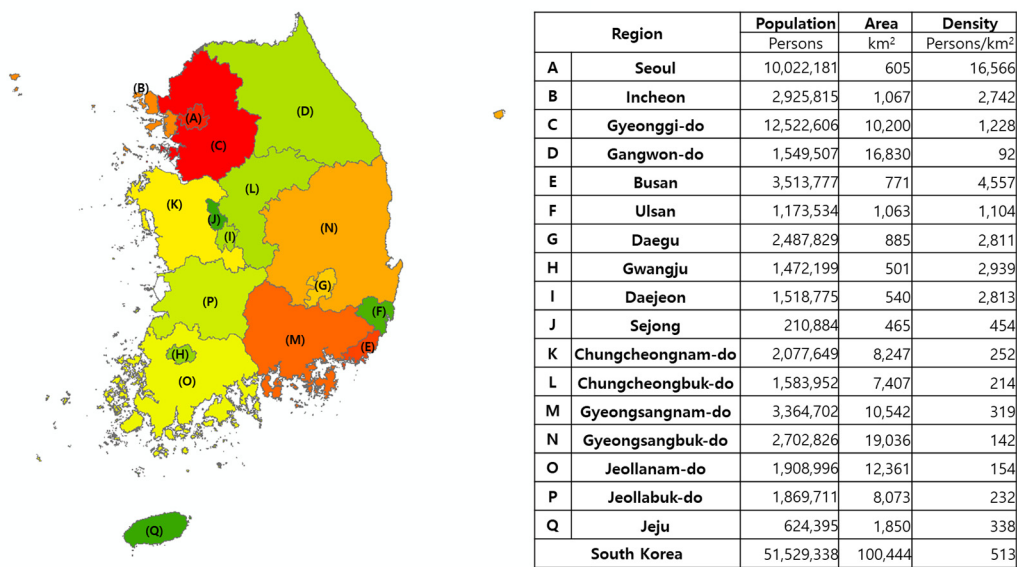 (B)
(A)
(D)
(C)
(L)
(K)
(J)
(N)
(I)
(G)
(P)
(F)
(M)
(E)
(H)
(O)
(Q)
Region Population Area Density
Persons km² Persons/km²
A Seoul 10,022,181 605 16,566
B Incheon 2,925,815 1,067 2,742
C Gyeonggi-do 12,522,606 10,200 1,228
D Gangwon-do 1,549,507 16,830 92
E Busan 3,513,777 771 4,557
F Ulsan 1,173,534 1,063 1,104
G Daegu 2,487,829 885 2,811
H Gwangju 1,472,199 501 2,939
I Daejeon 1,518,775 540 2,813
J Sejong 210,884 465 454
K Chungcheongnam-do 2,077,649 8,247 252
L Chungcheongbuk-do 1,583,952 7,407 214
M Gyeongsangnam-do 3,364,702 10,542 319
N Gyeongsangbuk-do 2,702,826 19,036 142
O Jeollanam-do 1,908,996 12,361 154
P Jeollabuk-do 1,869,711 8,073 232
Q Jeju 624,395 1,850 338
South Korea 51,529,338 100,444 513